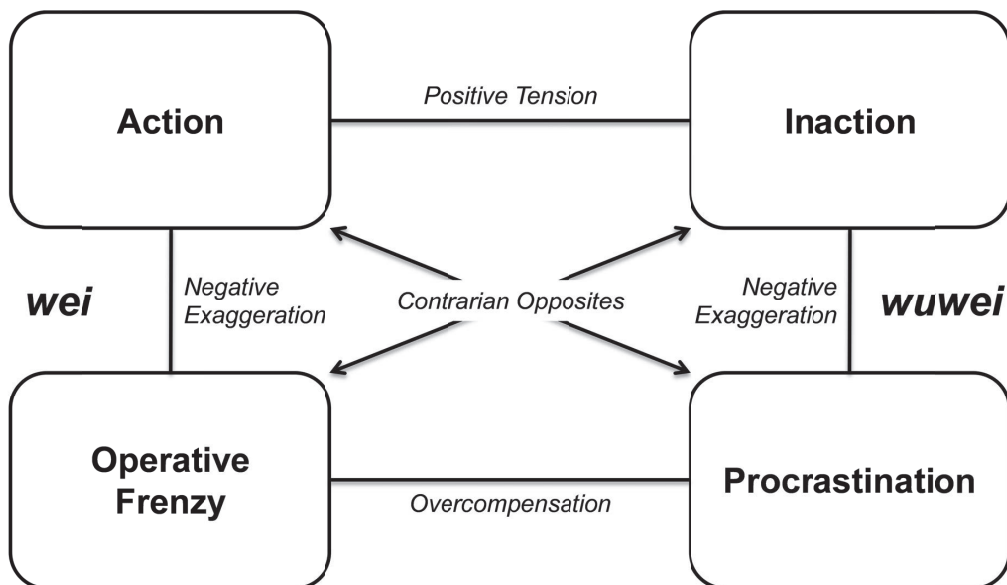 Action
Positive Tension
Inaction
wei
Negative
Exaggeration
Contrarian Opposites
Negative
Exaggeration
wuwei
Operative
Frenzy
Overcompensation
Procrastination